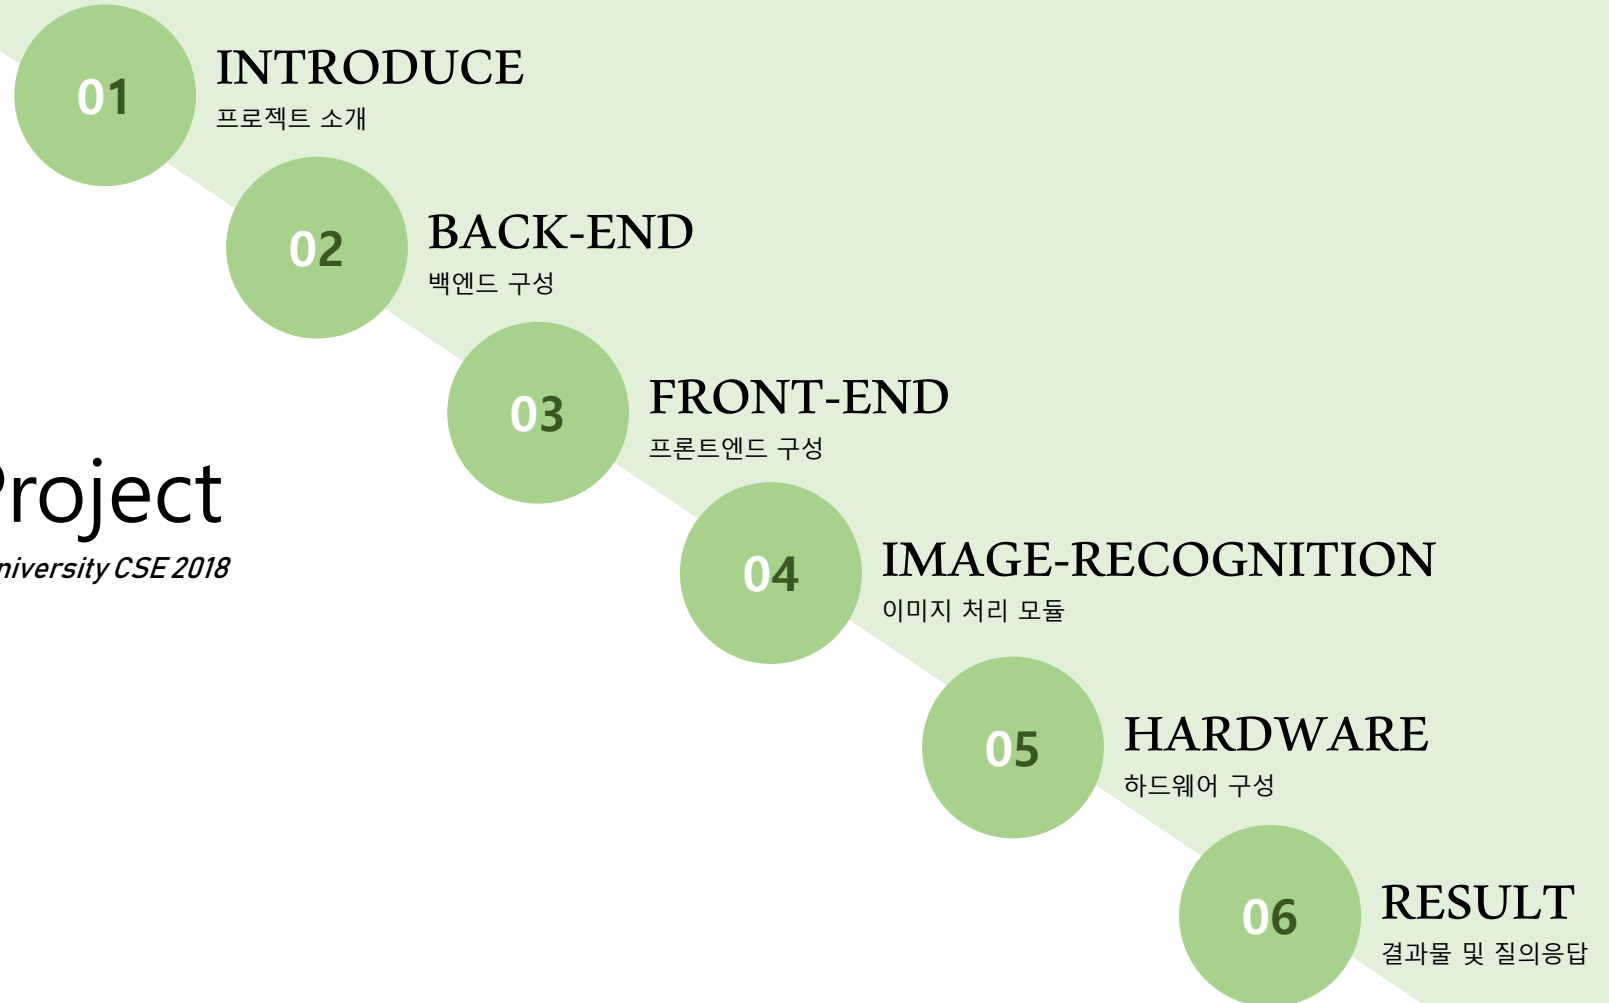 01
INTRODUCE
프로젝트 소개
02
BACK-END
백엔드 구성
03
FRONT-END
프론트엔드 구성
Project
University CSE 2018
04
IMAGE-RECOGNITION
이미지 처리 모듈
05
HARDWARE
하드웨어 구성
06
RESULT
결과물 및 질의응답